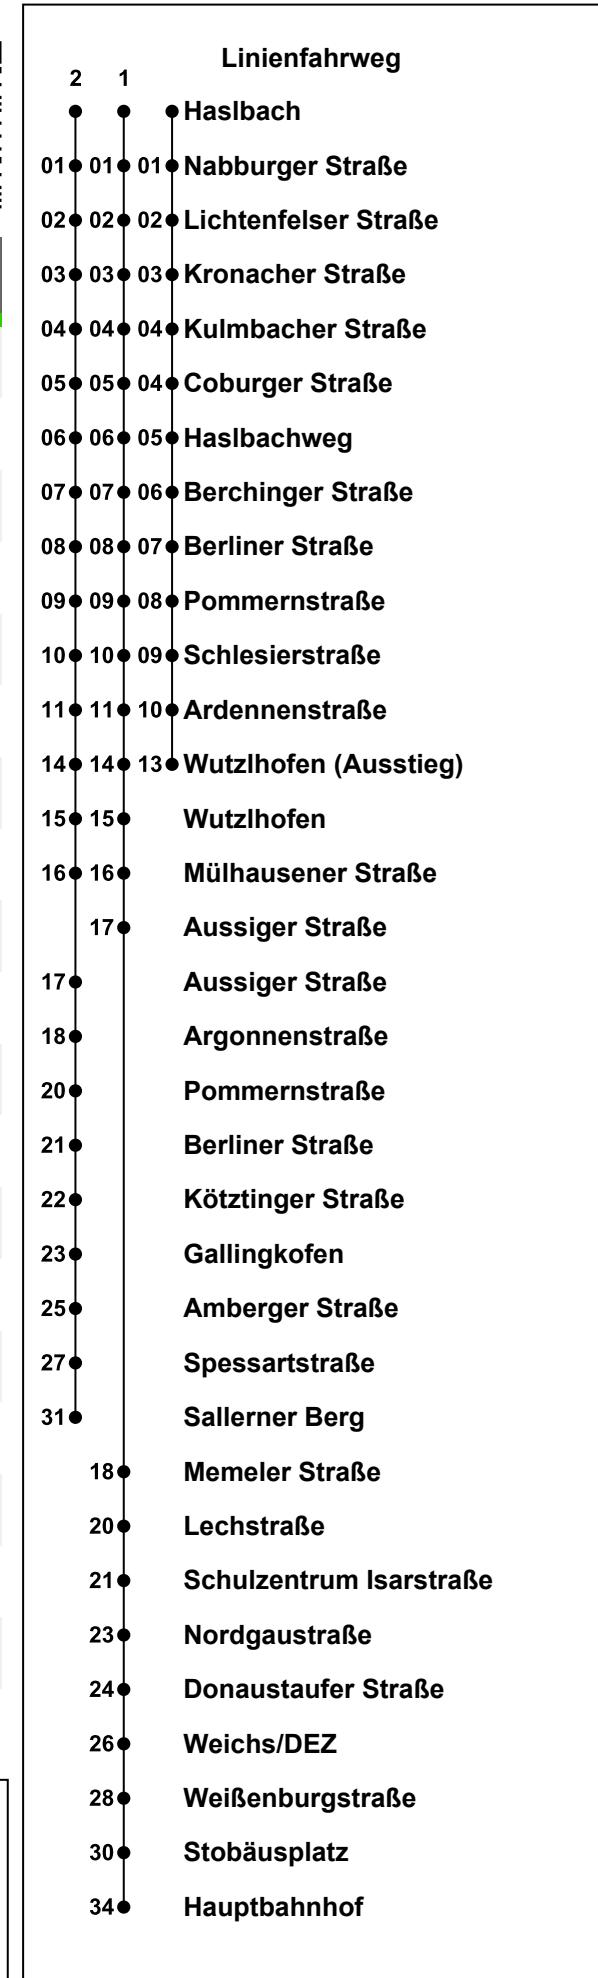 Linienfahrweg
2 1
Haslbach
01 01 01 Nabburger Straße
02 02 02 Lichtenfelser Straße
03 03 03 Kronacher Straße
04 04 04 Kulmbacher Straße
05 05 04 Coburger Straße
06 06 05 Haslbachweg
07 07 06 Berchinger Straße
08 08 07 Berliner Straße
09 09 08 Pommernstraße
10 10 09 Schlesierstraße
11 11 10 Ardennenstraße
14 14 13 Wutzlhofen (Ausstieg)
15 15 Wutzlhofen
16 16 Mülhausener Straße
17 Aussiger Straße
17 Aussiger Straße
18 Argonnenstraße
20 Pommernstraße
21 Berliner Straße
22 Kötztinger Straße
23 Gallingkofen
25 Amberger Straße
27 Spessartstraße
31 Sallerner Berg
18 Memeler Straße
20 Lechstraße
21 Schulzentrum Isarstraße
23 Nordgaustraße
24 Donaustaufer Straße
26 Weichs/DEZ
28 Weißenburgstraße
30 Stobäusplatz
34 Hauptbahnhof